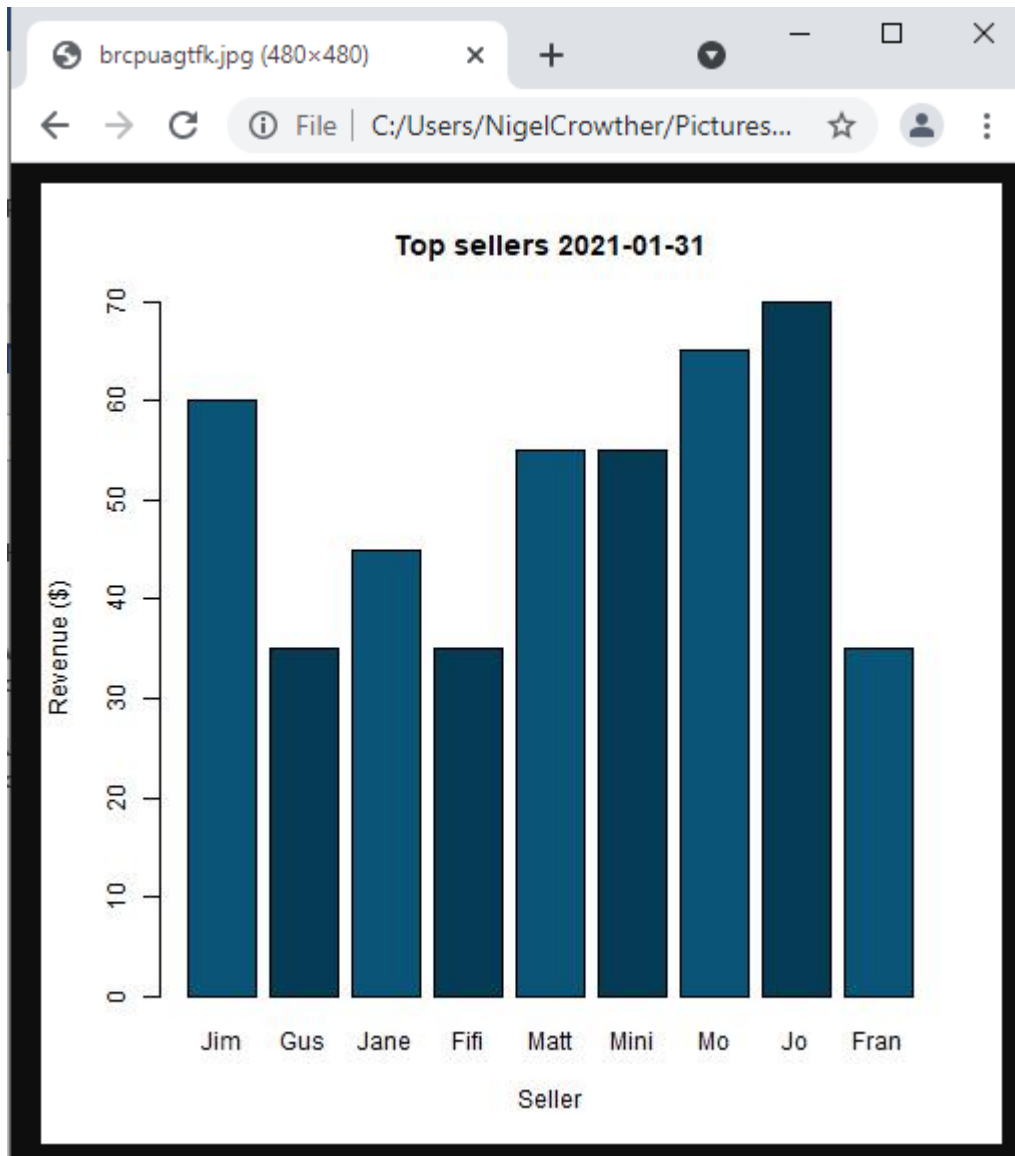 brcpuagtfk.jpg (480×480)
File | C:/Users/NigelCrowther/Pictures...
Top sellers 2021-01-31
70
60
50
40
30
20
10
0
Revenue ($)
Jim Gus Jane Fifi Matt Mini Mo Jo Fran
Seller